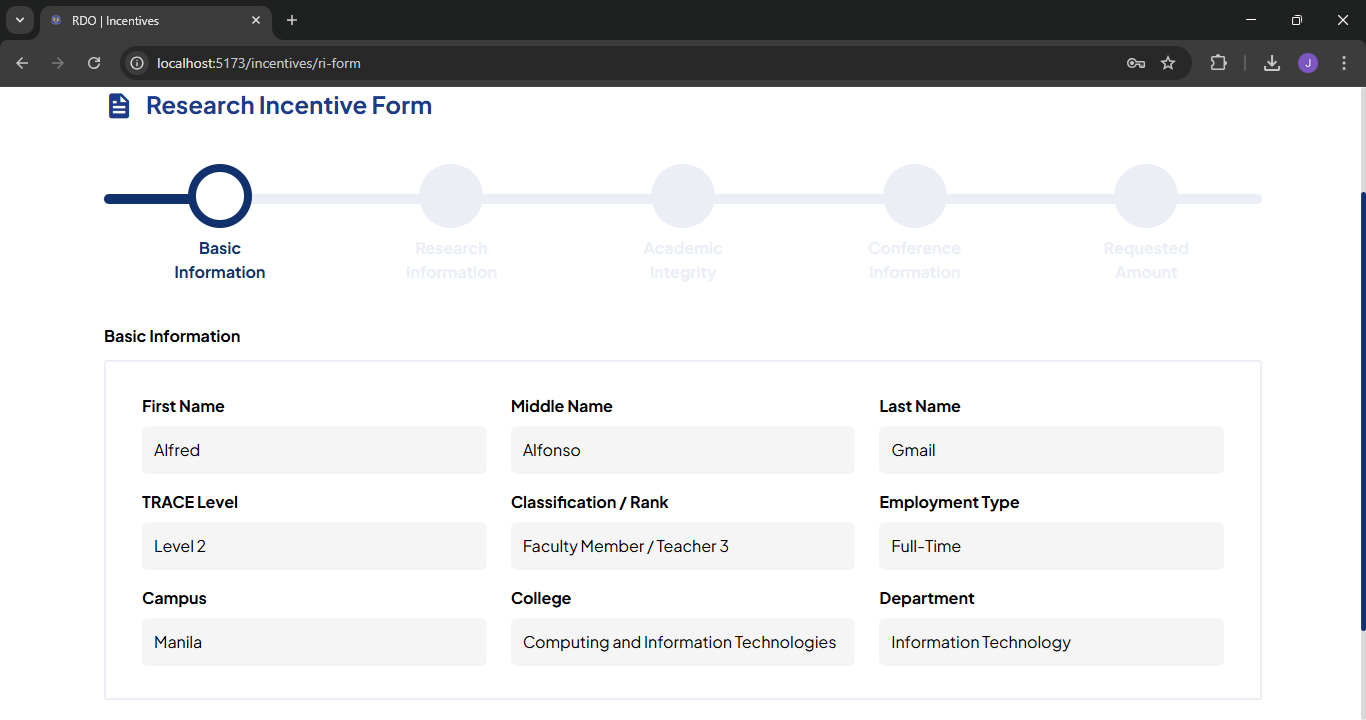 RDO | Incentives
localhost:5173/incentives/ri-form
J
Research Incentive Form
Basic
Information
Research
Information
Academic
Integrity
Conference
Information
Requested
Amount
Basic Information
First Name
Middle Name
Last Name
Alfred
Alfonso
Gmail
TRACE Level
Classification / Rank
Employment Type
Level 2
Faculty Member / Teacher 3
Full-Time
Campus
College
Department
Manila
Computing and Information Technologies
Information Technology